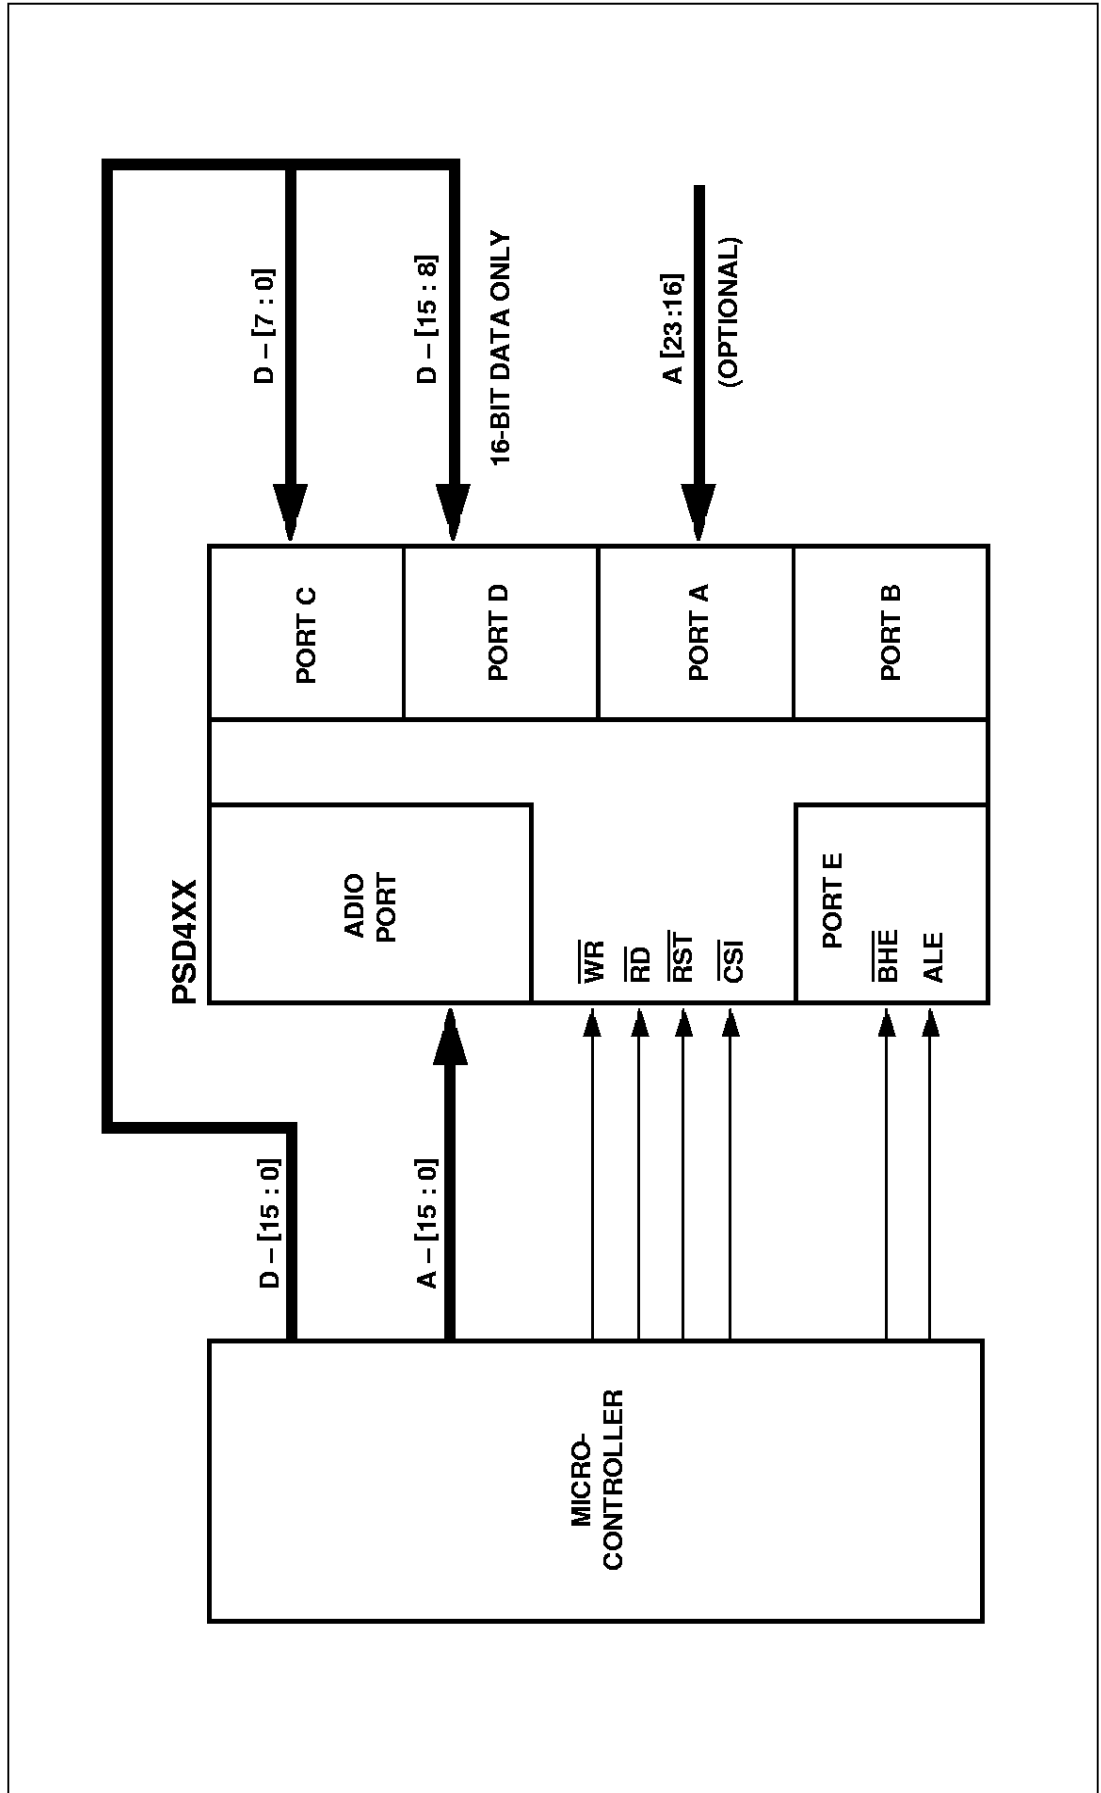 PSD4XX
MICRO-
CONTROLLER
D – [15 : 0]
A – [15 : 0]
ADIO
PORT
WR
RD
RST
CSI
PORT E
BHE
ALE
PORT C
PORT D
PORT A
PORT B
D – [7 : 0]
D – [15 : 8]
16-BIT DATA ONLY
A [23 :16]
(OPTIONAL)